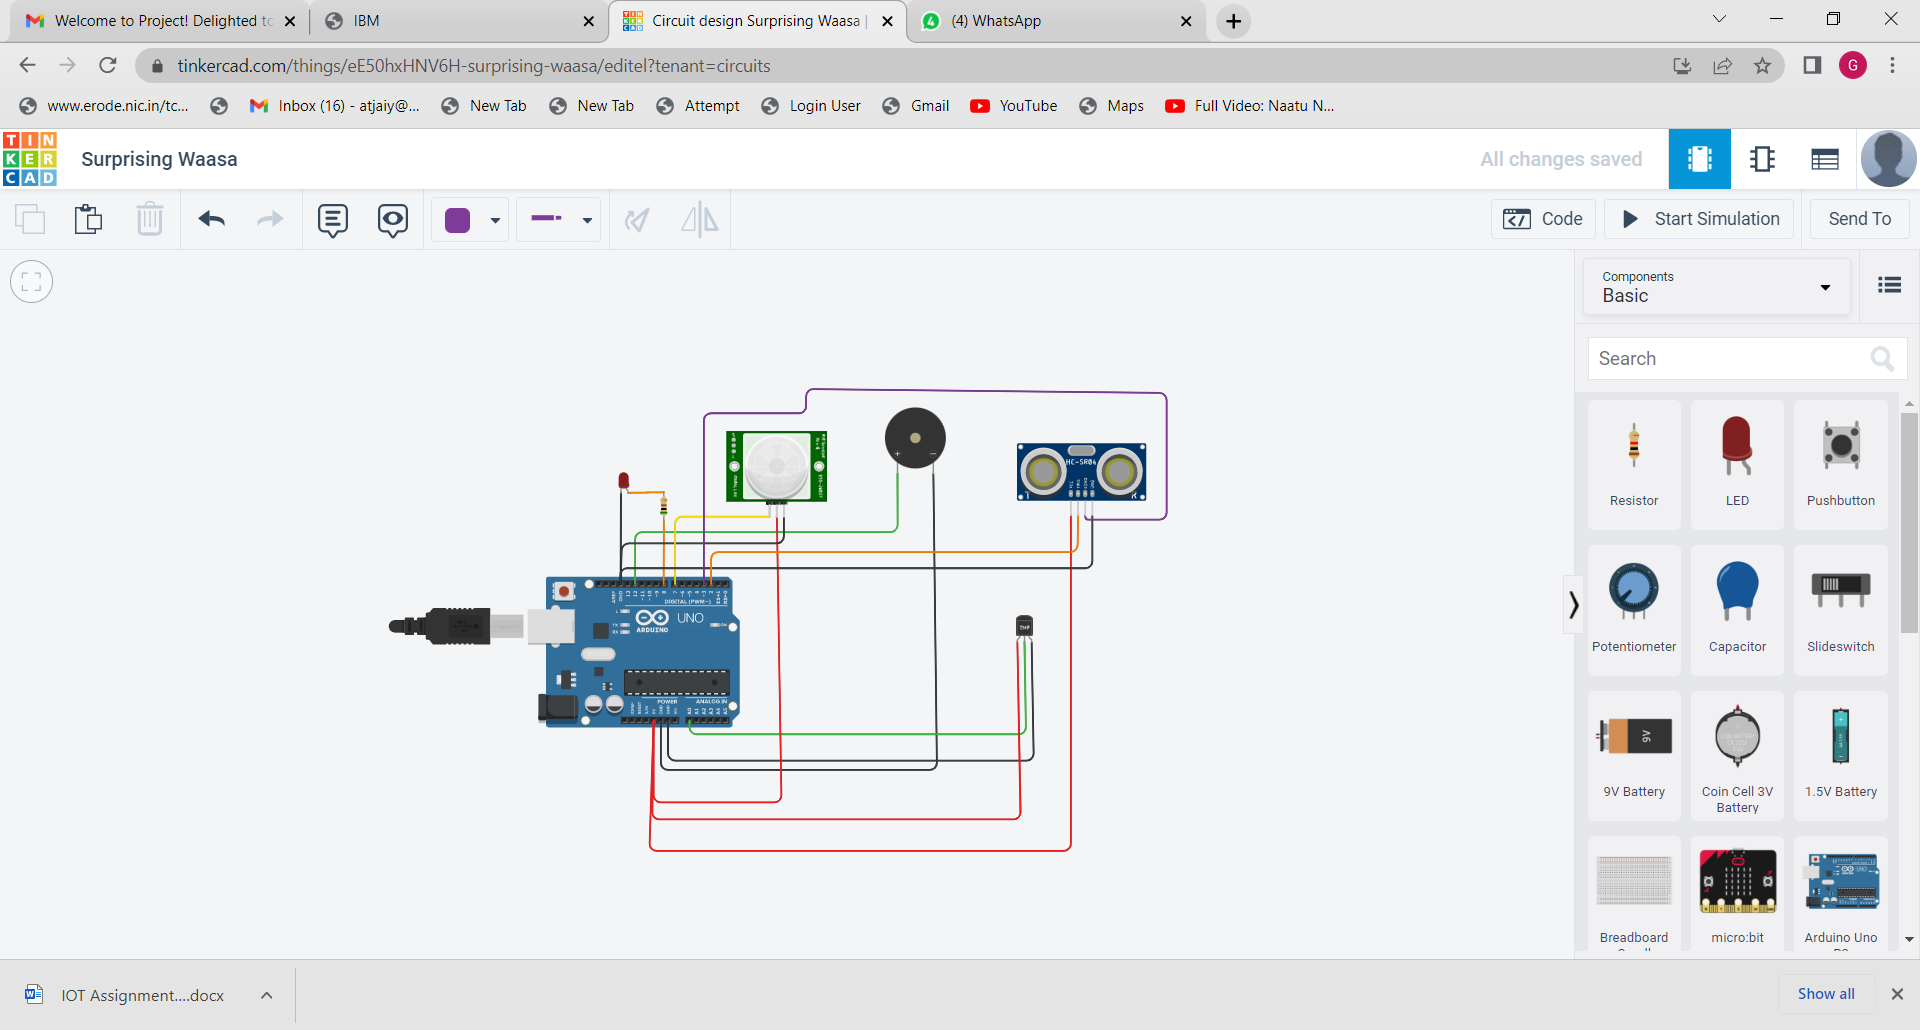 Welcome to Project! Delighted to
IBM
Circuit design Surprising Waasa |
(4) WhatsApp
tinkercad.com/things/eE50hxHNV6H-surprising-waasa/editel?tenant=circuits
G
www.erode.nic.in/tc...
Inbox (16) - atjaiy@...
New Tab
New Tab
Attempt
Login User
Gmail
YouTube
Maps
Full Video: Naatu N...
TIN
KER
CAD
Surprising Waasa
All changes saved
Code
Start Simulation
Send To
Components
Basic
Search
Resistor
LED
Pushbutton
Potentiometer
Capacitor
Slideswitch
9V
9V Battery
Coin Cell 3V
Battery
1.5V Battery
Breadboard
micro:bit
Arduino Uno
HC-SR04
T
R
DIGITAL (PWM~)
UNO
ARDUINO
POWER
ANALOG IN
TMP
IOT Assignment....docx
Show all